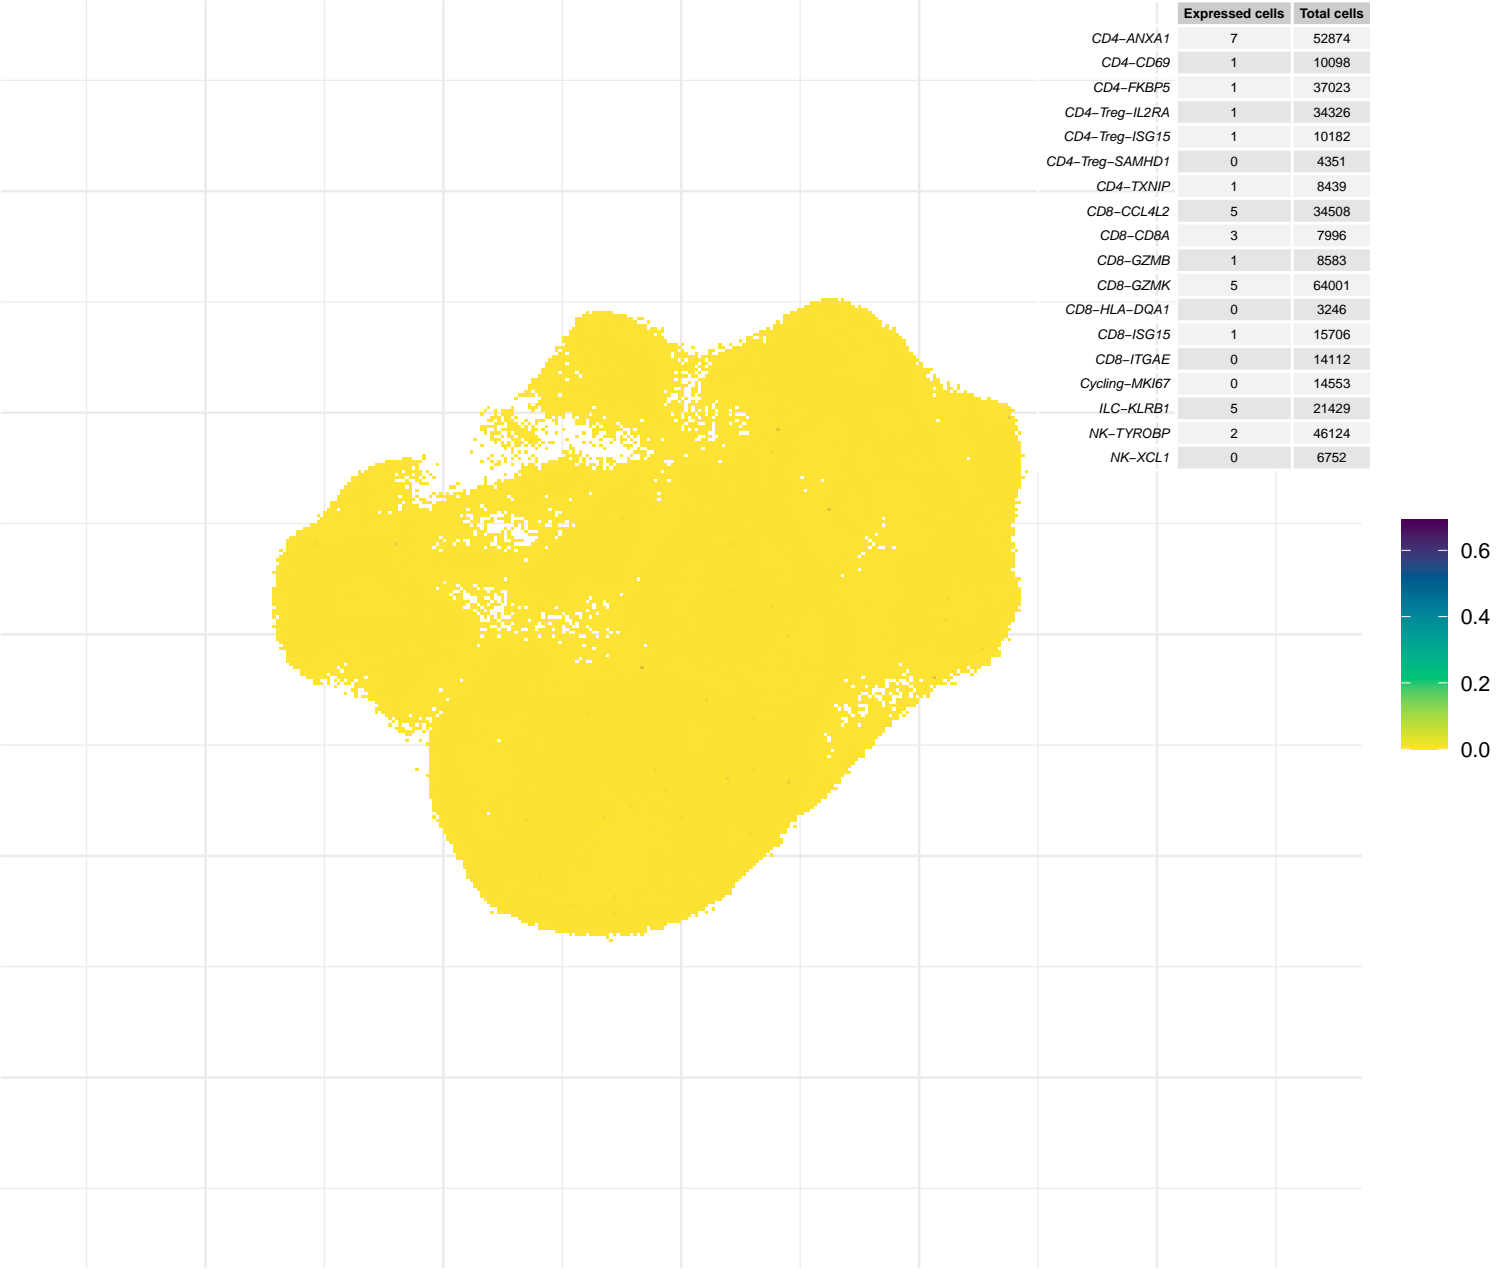 Expressed cells Total cells
CD4−ANXA1 7 52874
CD4−CD69 1 10098
CD4−FKBP5 1 37023
CD4−Treg−IL2RA 1 34326
CD4−Treg−ISG15 1 10182
CD4−Treg−SAMHD1 0 4351
CD4−TXNIP 1 8439
CD8−CCL4L2 5 34508
CD8−CD8A 3 7996
CD8−GZMB 1 8583
CD8−GZMK 5 64001
CD8−HLA−DQA1 0 3246
CD8−ISG15 1 15706
CD8−ITGAE 0 14112
Cycling−MKI67 0 14553
ILC−KLRB1 5 21429
NK−TYROBP 2 46124
NK−XCL1 0 6752
0.6
0.4
0.2
0.0